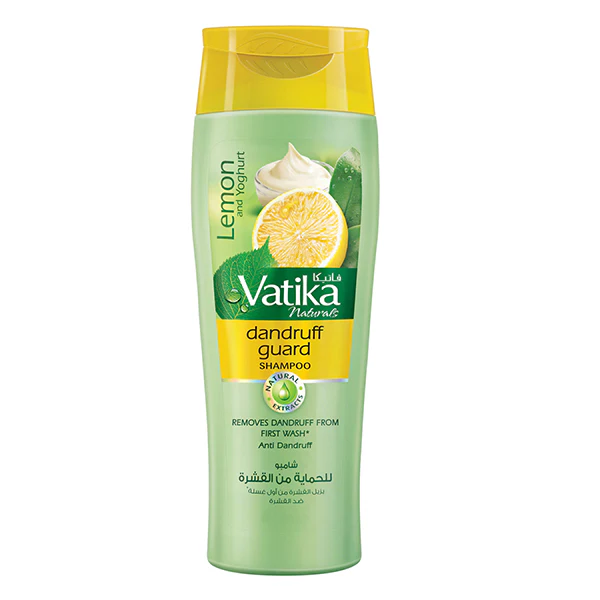 Lemon
and Yoghurt
فاتيكا
Vatika
Naturals
dandruff
guard
SHAMPOO
NATURAL
EXTRACTS
REMOVES DANDRUFF FROM
FIRST WASH*
Anti Dandruff
شامبو
للحماية من القشرة
يزيل القشرة من أول غسلة*
ضد القشرة